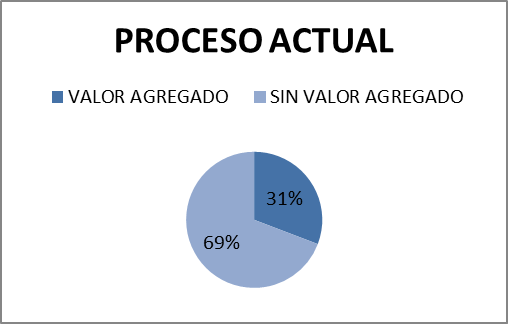 PROCESO ACTUAL
VALOR AGREGADO SIN VALOR AGREGADO
31%
69%